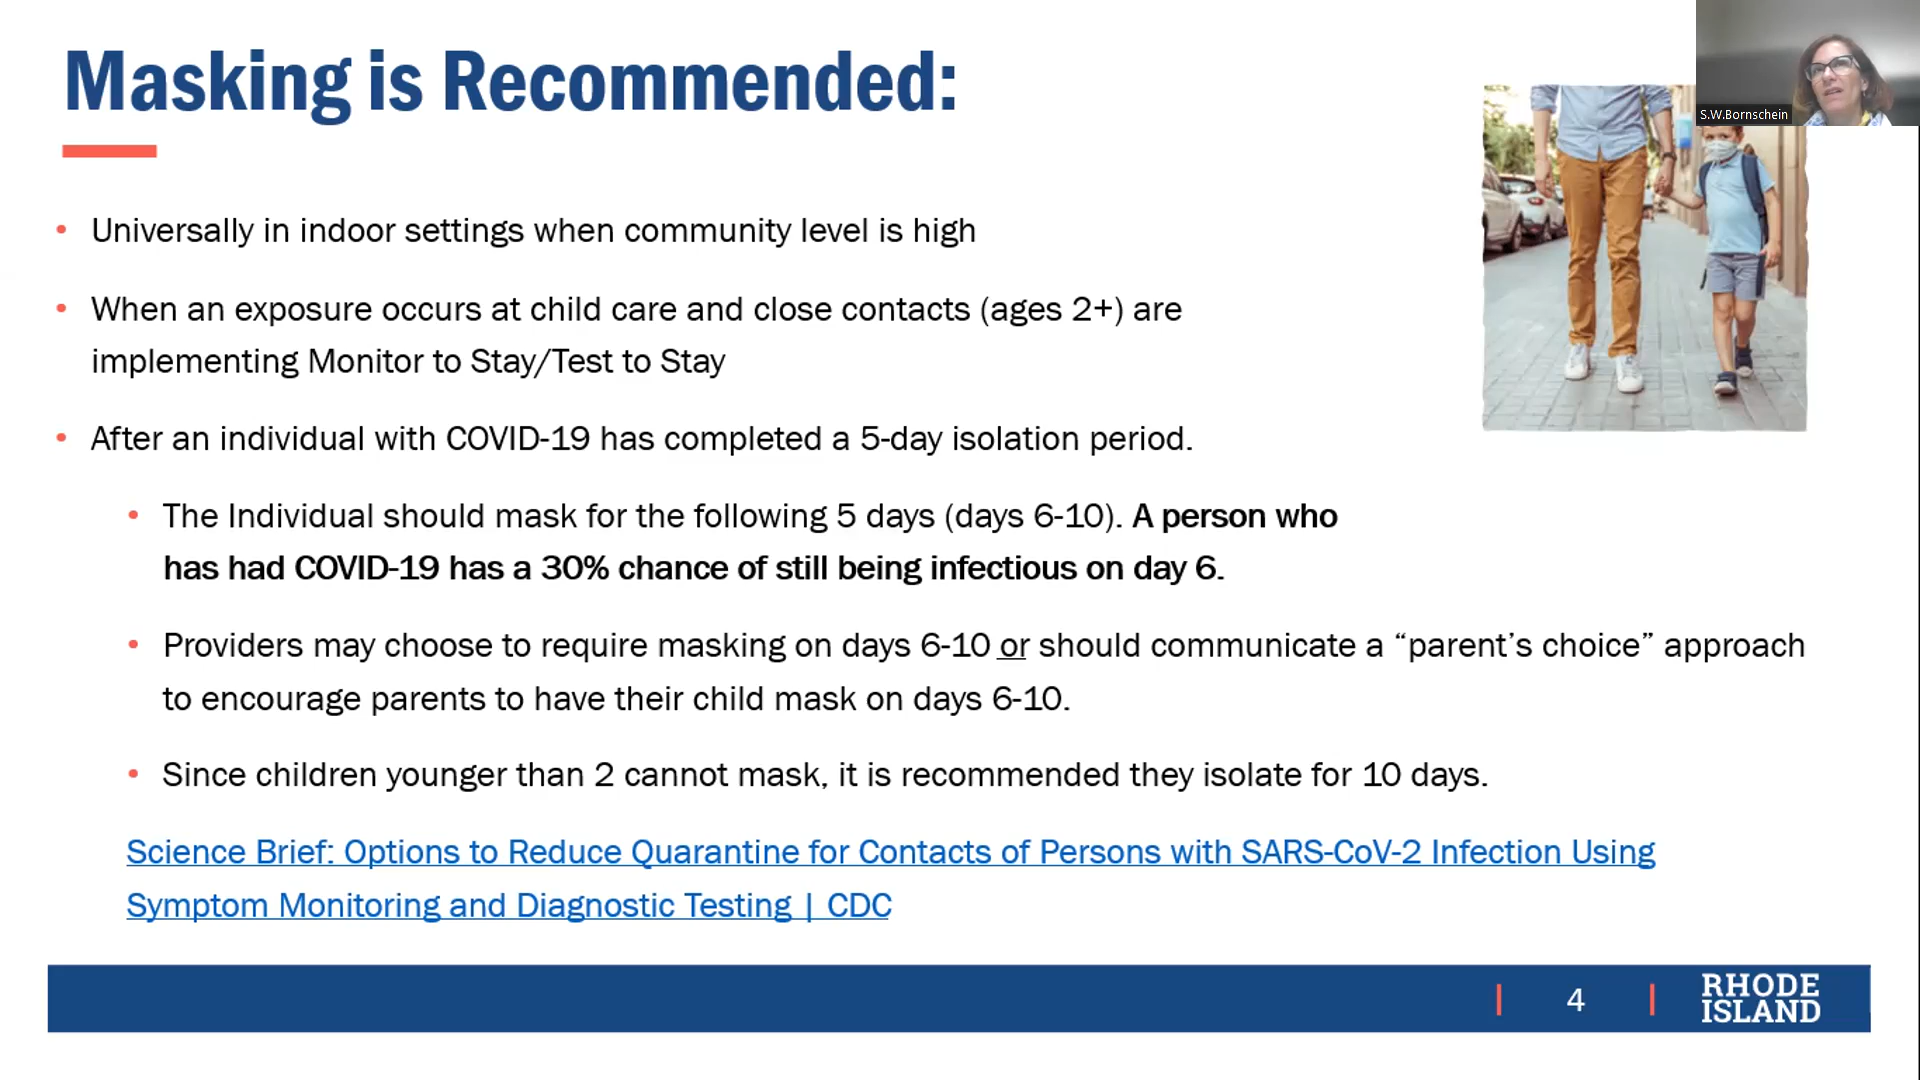 Masking is Recommended:
S.W.Bornschein
• Universally in indoor settings when community level is high
• When an exposure occurs at child care and close contacts (ages 2+) are
implementing Monitor to Stay/Test to Stay
• After an individual with COVID-19 has completed a 5-day isolation period.
• The Individual should mask for the following 5 days (days 6-10). A person who
has had COVID-19 has a 30% chance of still being infectious on day 6.
• Providers may choose to require masking on days 6-10 or should communicate a “parent’s choice” approach
to encourage parents to have their child mask on days 6-10.
• Since children younger than 2 cannot mask, it is recommended they isolate for 10 days.
Science Brief: Options to Reduce Quarantine for Contacts of Persons with SARS-CoV-2 Infection Using
Symptom Monitoring and Diagnostic Testing | CDC
| 4 |
RHODE
ISLAND